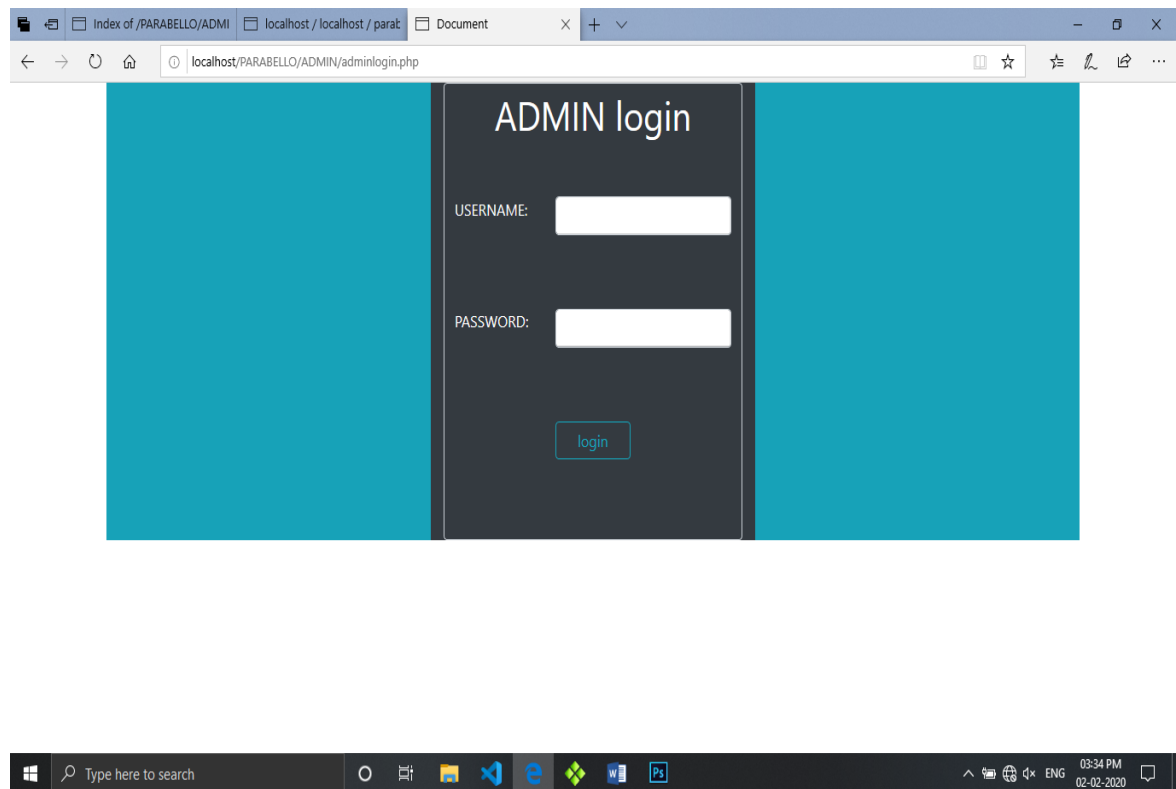 Index of /PARABELLO/ADMI
localhost / localhost / parab
Document
localhost/PARABELLO/ADMIN/adminlogin.php
ADMIN login
USERNAME:
PASSWORD:
login
Type here to search
W
Ps
ENG
03:34 PM
02-02-2020